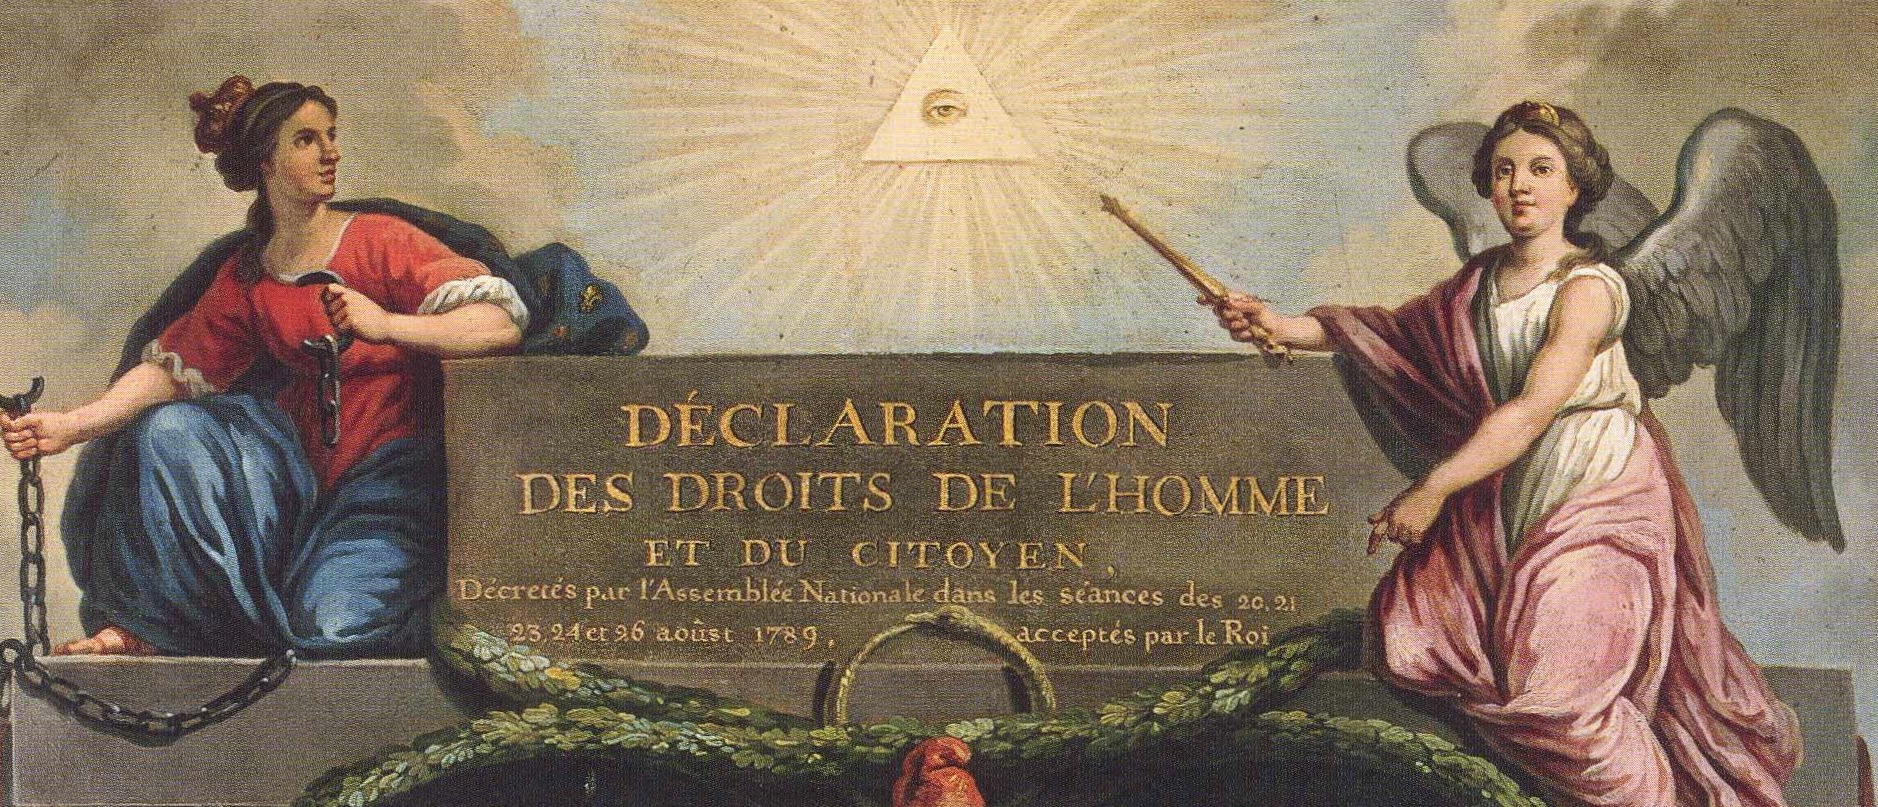 DÉCLARATION
DES DROITS DE L'HOMME
ET DU CITOYEN,
Décretés par l'Assemblée Nationale dans les séances des 20.21
23.24 et 26 août 1789, acceptés par le Roi